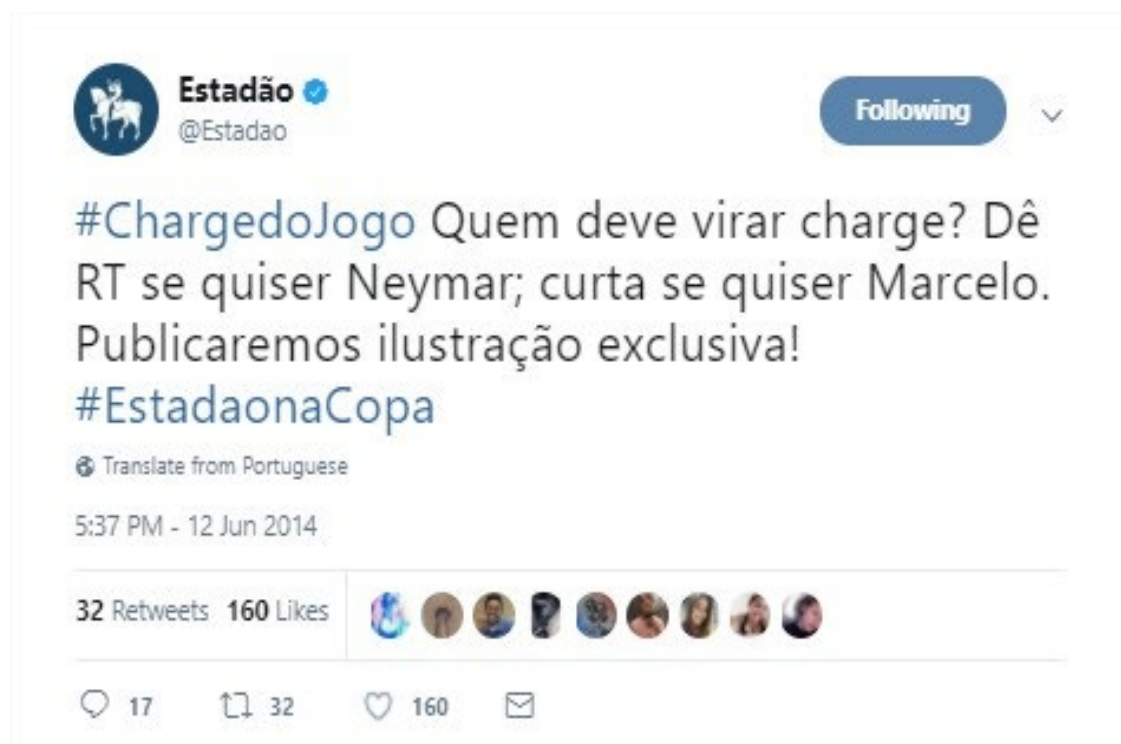 Estadão
@Estadao
Following
#ChargedoJogo Quem deve virar charge? Dê
RT se quiser Neymar; curta se quiser Marcelo.
Publicaremos ilustração exclusiva!
#EstadaonaCopa
Translate from Portuguese
5:37 PM - 12 Jun 2014
32 Retweets 160 Likes
17 32 160